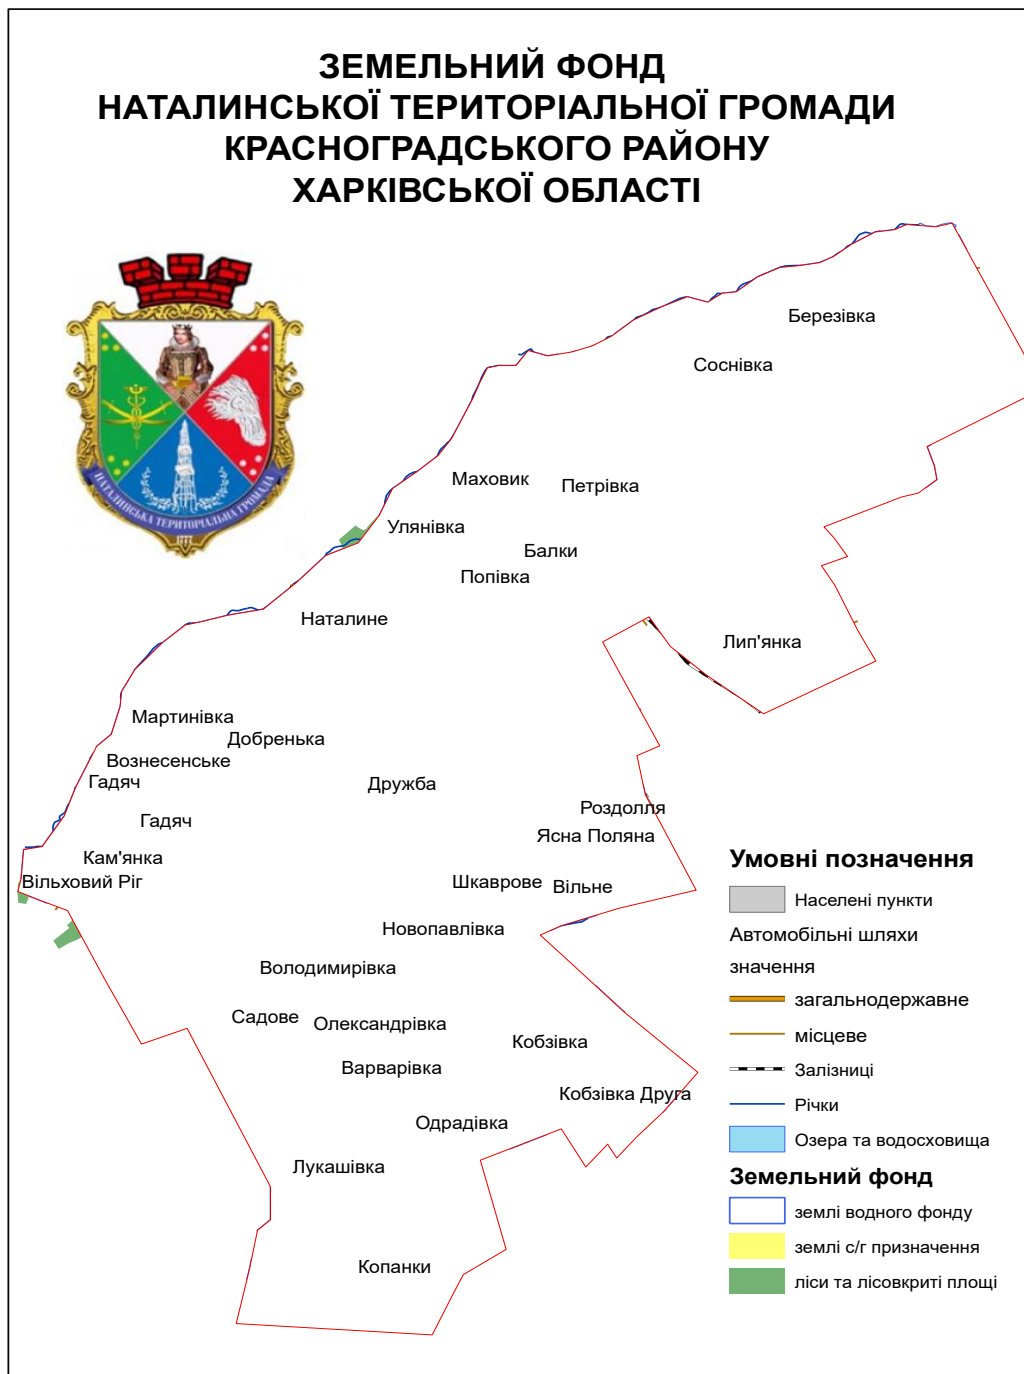 ЗЕМЕЛЬНИЙ ФОНД
НАТАЛИНСЬКОЇ ТЕРИТОРІАЛЬНОЇ ГРОМАДИ
КРАСНОГРАДСЬКОГО РАЙОНУ
ХАРКІВСЬКОЇ ОБЛАСТІ
НАТАЛИНСЬКА ТЕРИТОРІАЛЬНА ГРОМАДА
Березівка
Соснівка
Маховик
Петрівка
Улянівка
Балки
Попівка
Наталине
Лип'янка
Мартинівка
Добренька
Вознесенське
Гадяч
Дружба
Роздолля
Гадяч
Ясна Поляна
Кам'янка
Вільховий Ріг
Шкаврове
Вільне
Новопавлівка
Володимирівка
Садове
Олександрівка
Кобзівка
Варварівка
Кобзівка Друга
Одрадівка
Лукашівка
Копанки
Умовні позначення
Населені пункти
Автомобільні шляхи
значення
загальнодержавне
місцеве
Залізниці
Річки
Озера та водосховища
Земельний фонд
землі водного фонду
землі с/г призначення
ліси та лісовкриті площі